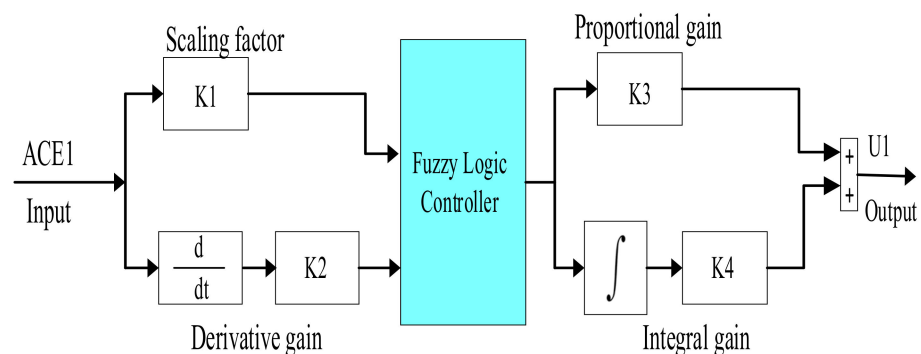 Scaling factor
K1
ACE1
Input
d
dt
K2
Derivative gain
Fuzzy Logic
Controller
Proportional gain
K3
∫
K4
Integral gain
+
+
U1
Output